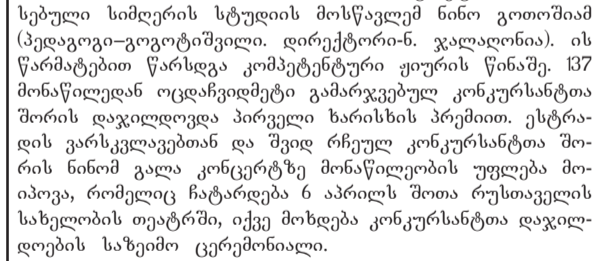 სებული სიმღერის სტუდიის მოსწავლემ ნინო გოთოშიამ
(პედაგოგი–გოგოტიშვილი. დირექტორი-ნ. ჯალაღონია). ის
წარმატებით წარსდგა კომპეტენტური ჟიურის წინაშე. 137
მონაწილედან ოცდაჩვიდმეტი გამარჯვებულ კონკურსანტთა
შორის დაჯილდოვდა პირველი ხარისხის პრემიით. ესტრა-
დის ვარსკვლავებთან და შვიდ რჩეულ კონკურსანტთა შო-
რის ნინომ გალა კონცერტზე მონაწილეობის უფლება მო-
იპოვა, რომელიც ჩატარდება 6 აპრილს შოთა რუსთაველის
სახელობის თეატრში, იქვე მოხდება კონკურსანტთა დაჯილ-
დოების საზეიმო ცერემონიალი.